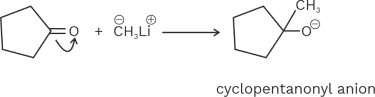 CH₃
O + ⊖CH₃Li⊕ O⊖
cyclopentanonyl anion